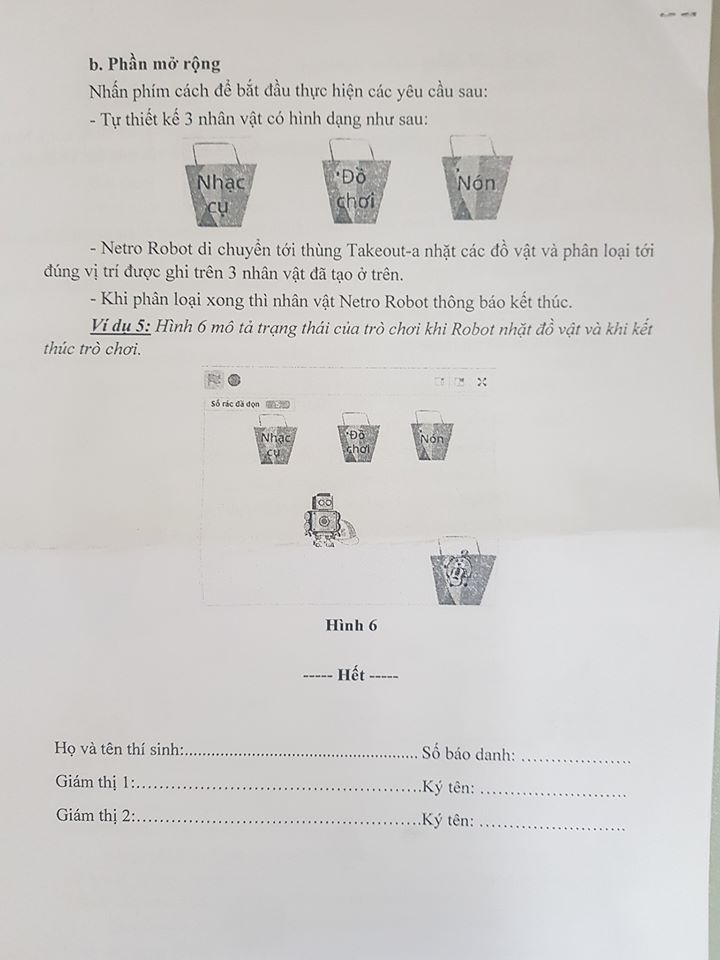 b. Phần mở rộng
Nhấn phím cách để bắt đầu thực hiện các yêu cầu sau:
- Tự thiết kế 3 nhân vật có hình dạng như sau:
Nhạc cụ
Đồ chơi
Nón
- Netro Robot di chuyển tới thùng Takeout-a nhặt các đồ vật và phân loại tới
đúng vị trí được ghi trên 3 nhân vật đã tạo ở trên.
- Khi phân loại xong thì nhân vật Netro Robot thông báo kết thúc.
Ví dụ 5: Hình 6 mô tả trạng thái của trò chơi khi Robot nhặt đồ vật và khi kết
thúc trò chơi.
Số rác đã dọn
Nhạc cụ
Đồ chơi
Nón
Hình 6
----- Hết -----
Họ và tên thí sinh:.................................................... Số báo danh: ...................
Giám thị 1:..................................................Ký tên: .........................
Giám thị 2:..................................................Ký tên: .........................